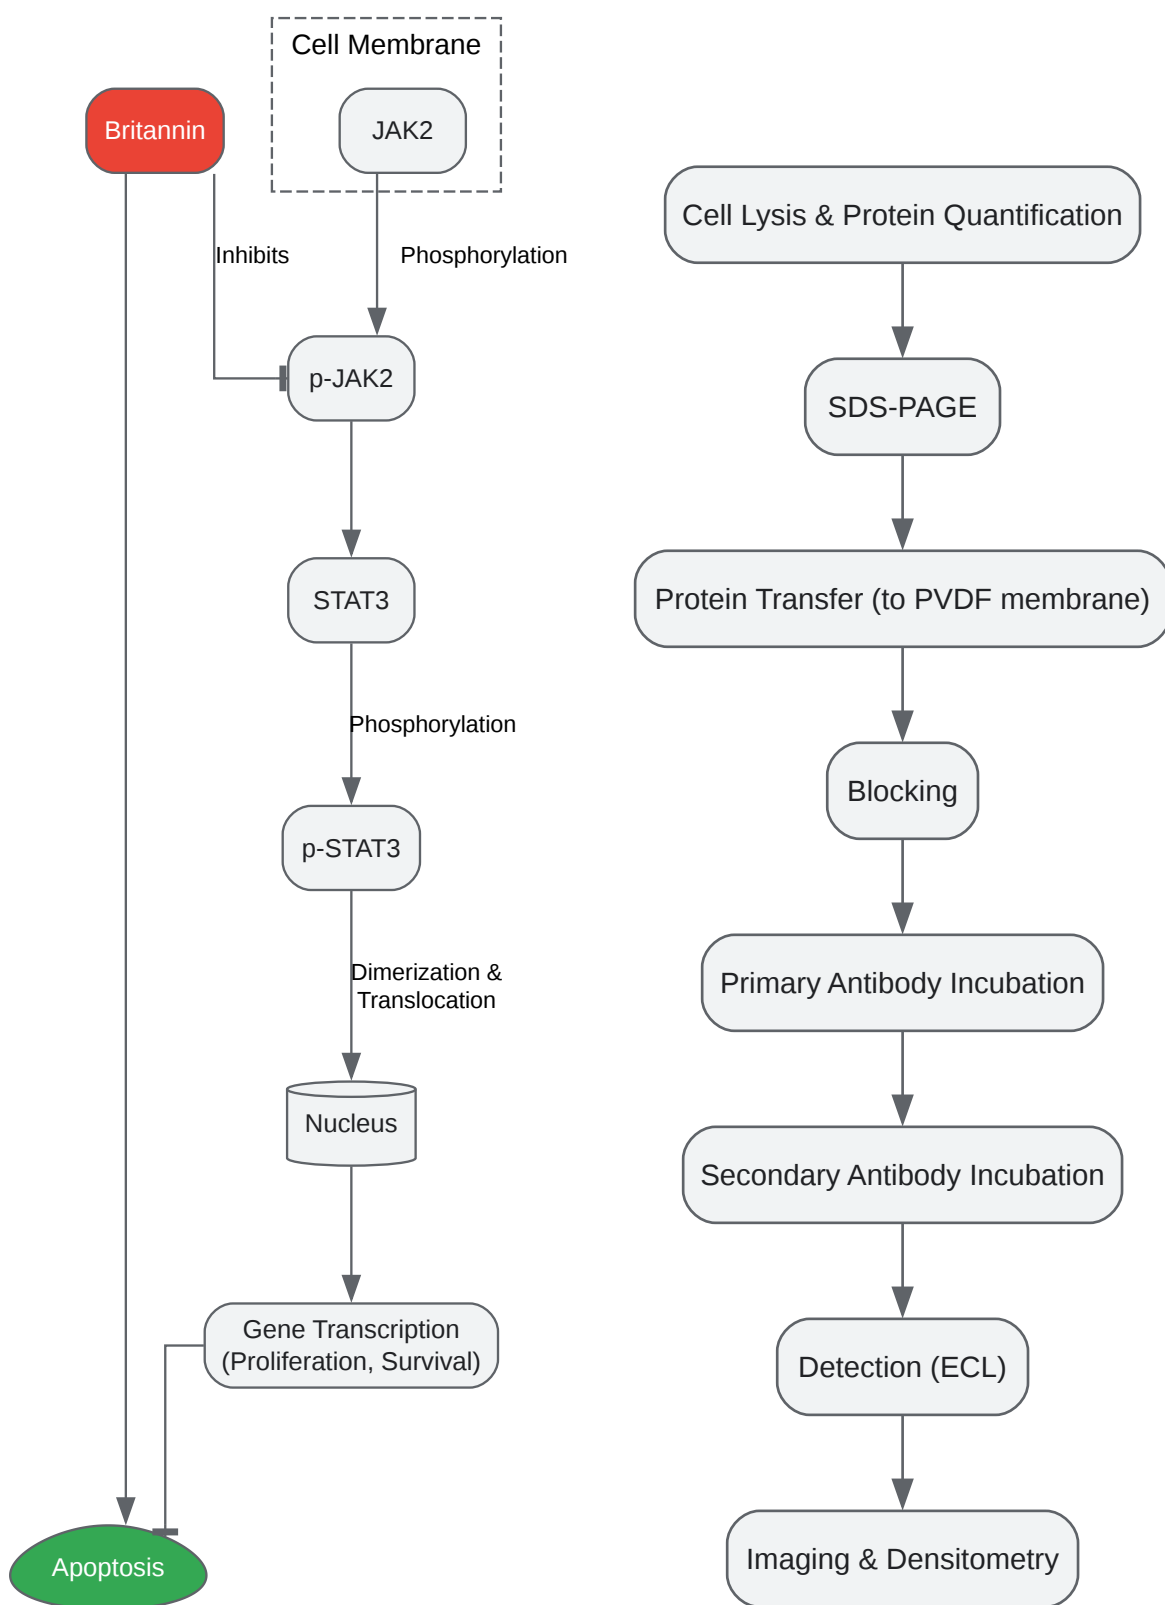 Cell Membrane
Britannin
JAK2
Inhibits
Phosphorylation
p-JAK2
STAT3
Phosphorylation
p-STAT3
Dimerization &
Translocation
Nucleus
Gene Transcription
(Proliferation, Survival)
Apoptosis
Cell Lysis & Protein Quantification
SDS-PAGE
Protein Transfer (to PVDF membrane)
Blocking
Primary Antibody Incubation
Secondary Antibody Incubation
Detection (ECL)
Imaging & Densitometry